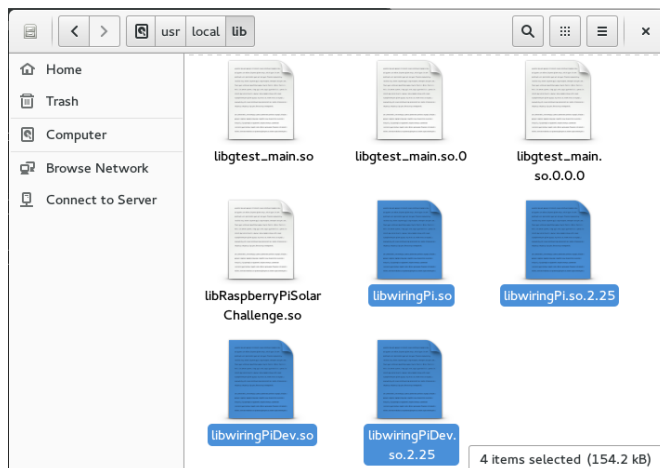 usr local lib
Home
Trash
Computer
Browse Network
Connect to Server
libgtest_main.so
libgtest_main.so.0
libgtest_main.
so.0.0.0
libRaspberryPiSolar
Challenge.so
libwiringPi.so
libwiringPi.so.2.25
libwiringPiDev.so
libwiringPiDev.
so.2.25
4 items selected (154.2 kB)